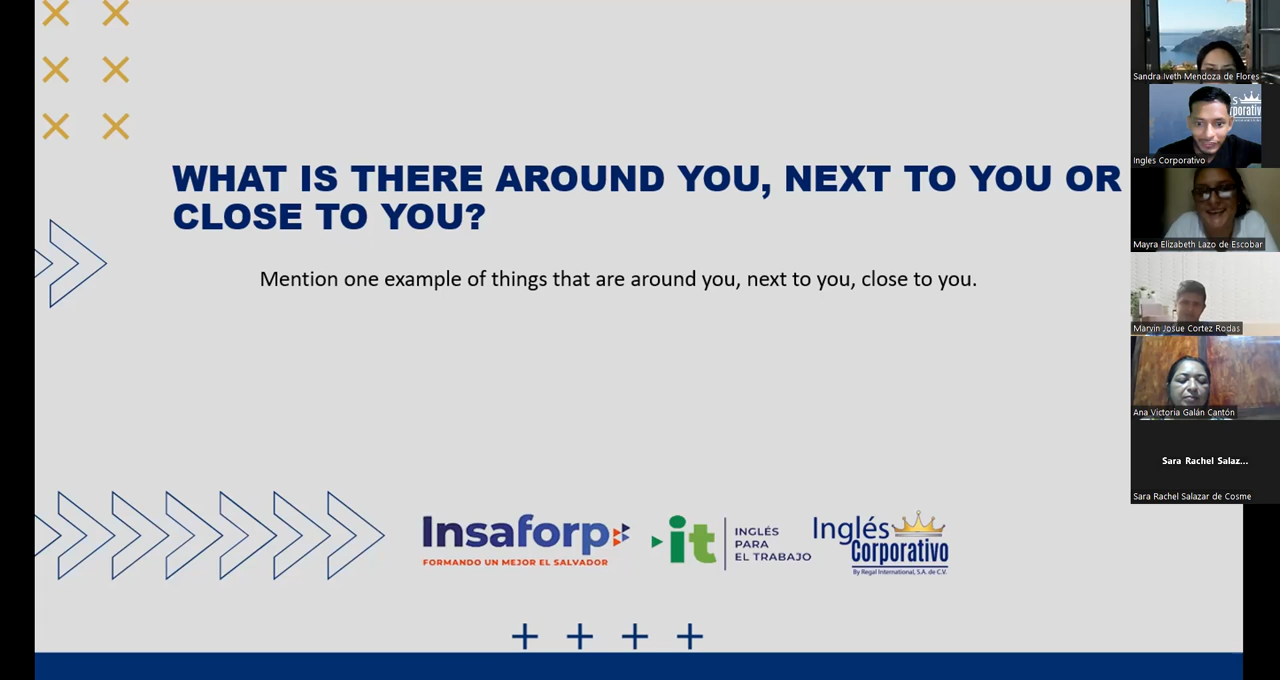 WHAT IS THERE AROUND YOU, NEXT TO YOU OR
CLOSE TO YOU?
Mention one example of things that are around you, next to you, close to you.
Insaforp
FORMANDO UN MEJOR EL SALVADOR
it
INGLÉS
PARA
EL TRABAJO
Inglés
Corporativo
By Regal International, S.A. de C.V.
Sandra Iveth Mendoza de Flores
Ingles Corporativo
Mayra Elizabeth Lazo de Escobar
Marvin Josue Cortez Rodas
Ana Victoria Galán Cantón
Sara Rachel Salaz...
Sara Rachel Salazar de Cosme